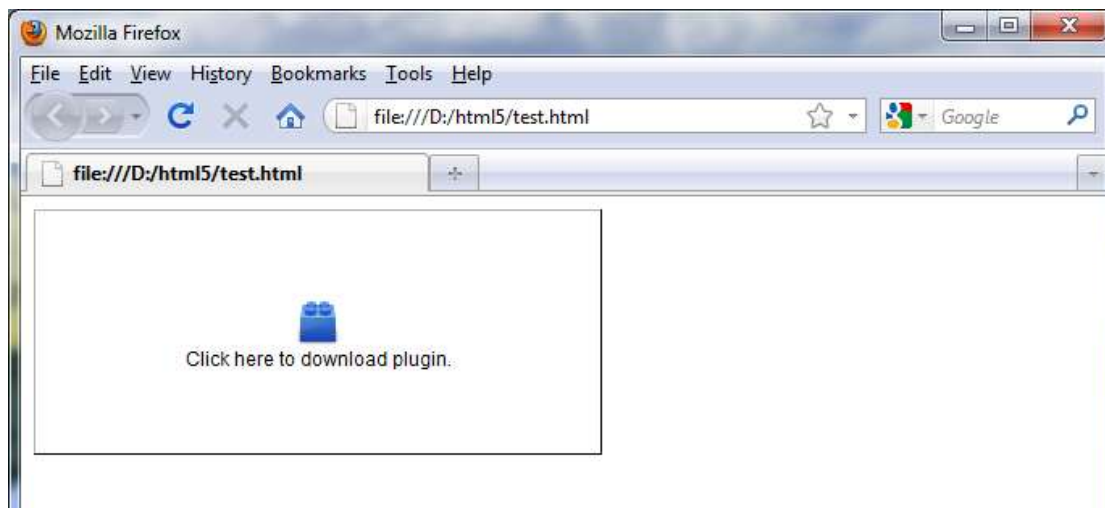 Mozilla Firefox
File Edit View History Bookmarks Tools Help
file:///D:/html5/test.html
Google
file:///D:/html5/test.html
Click here to download plugin.